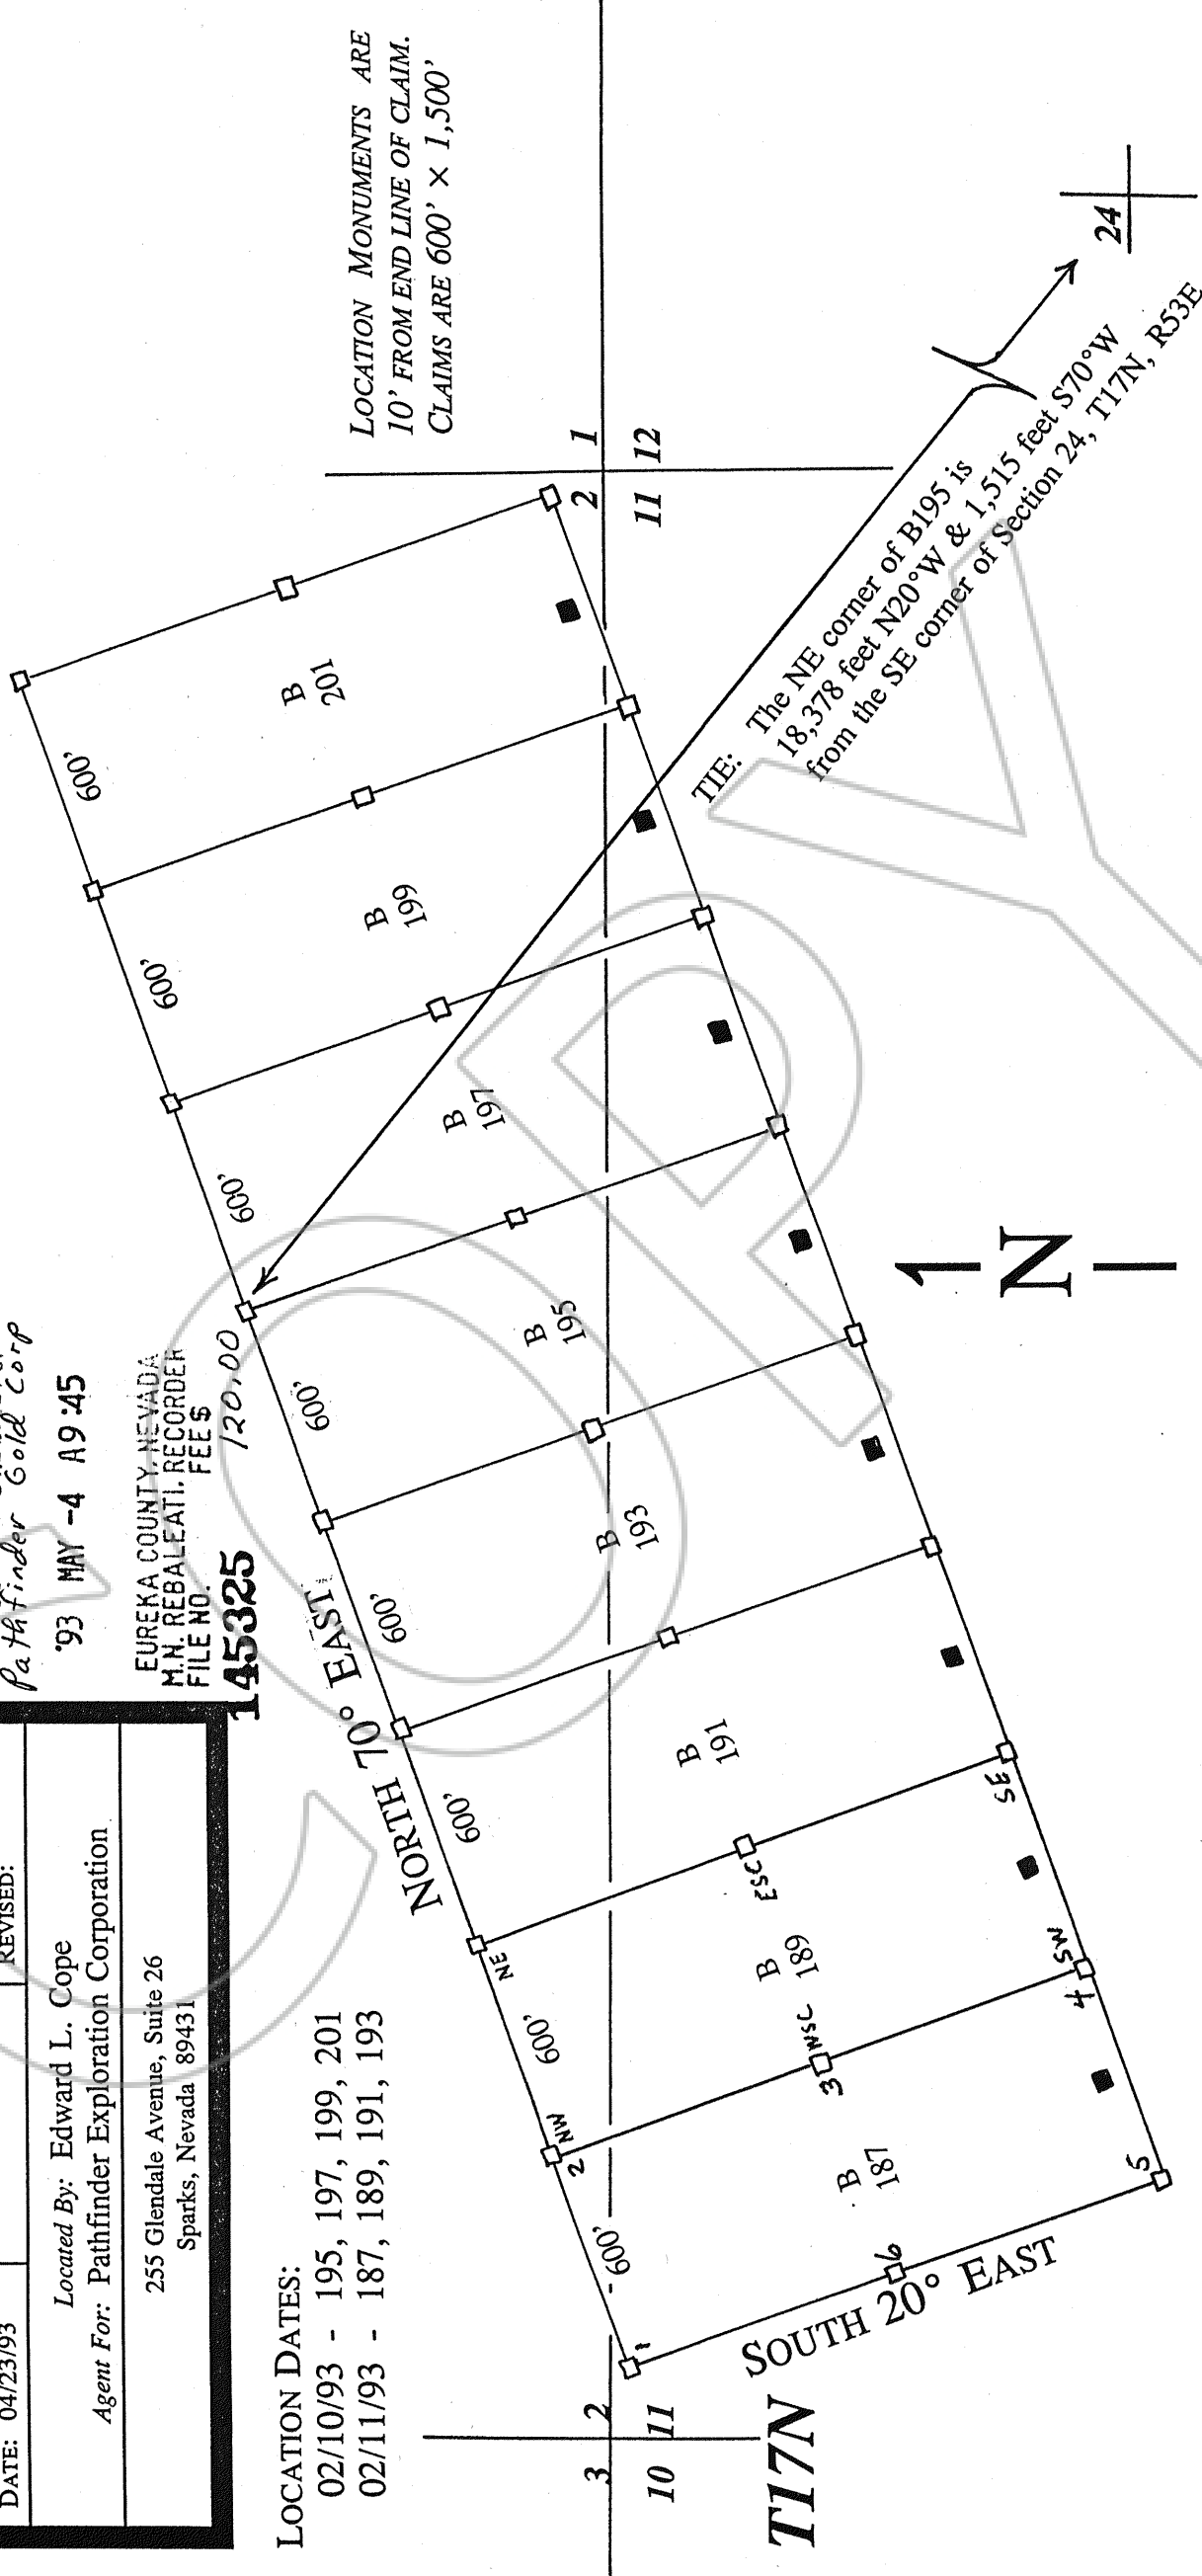 DATE: 04/23/93
REVISED:
Located By: Edward L. Cope
Agent For: Pathfinder Exploration Corporation
255 Glendale Avenue, Suite 26
Sparks, Nevada 89431
Pathfinder Gold Corp
'93 MAY -4 A9:45
EUREKA COUNTY, NEVADA
M.N. REBALEATI, RECORDER
FILE NO. FEE$
145325 120.00
LOCATION DATES:
02/10/93 - 195, 197, 199, 201
02/11/93 - 187, 189, 191, 193
LOCATION MONUMENTS ARE
10' FROM END LINE OF CLAIM.
CLAIMS ARE 600' × 1,500'
NORTH 70° EAST
600'
600'
600'
600'
600'
600'
600'
600'
B
187
B
189
B
191
B
193
B
195
B
197
B
199
B
201
1
2 NW
NE
3 WSC
ESC
4 SW
SE
5
6
SOUTH 20° EAST
3 2
10 11
2 1
11 12
T17N
TIE: The NE corner of B195 is
18,378 feet N20°W & 1,515 feet S70°W
from the SE corner of Section 24, T17N, R53E
24
N
COPY